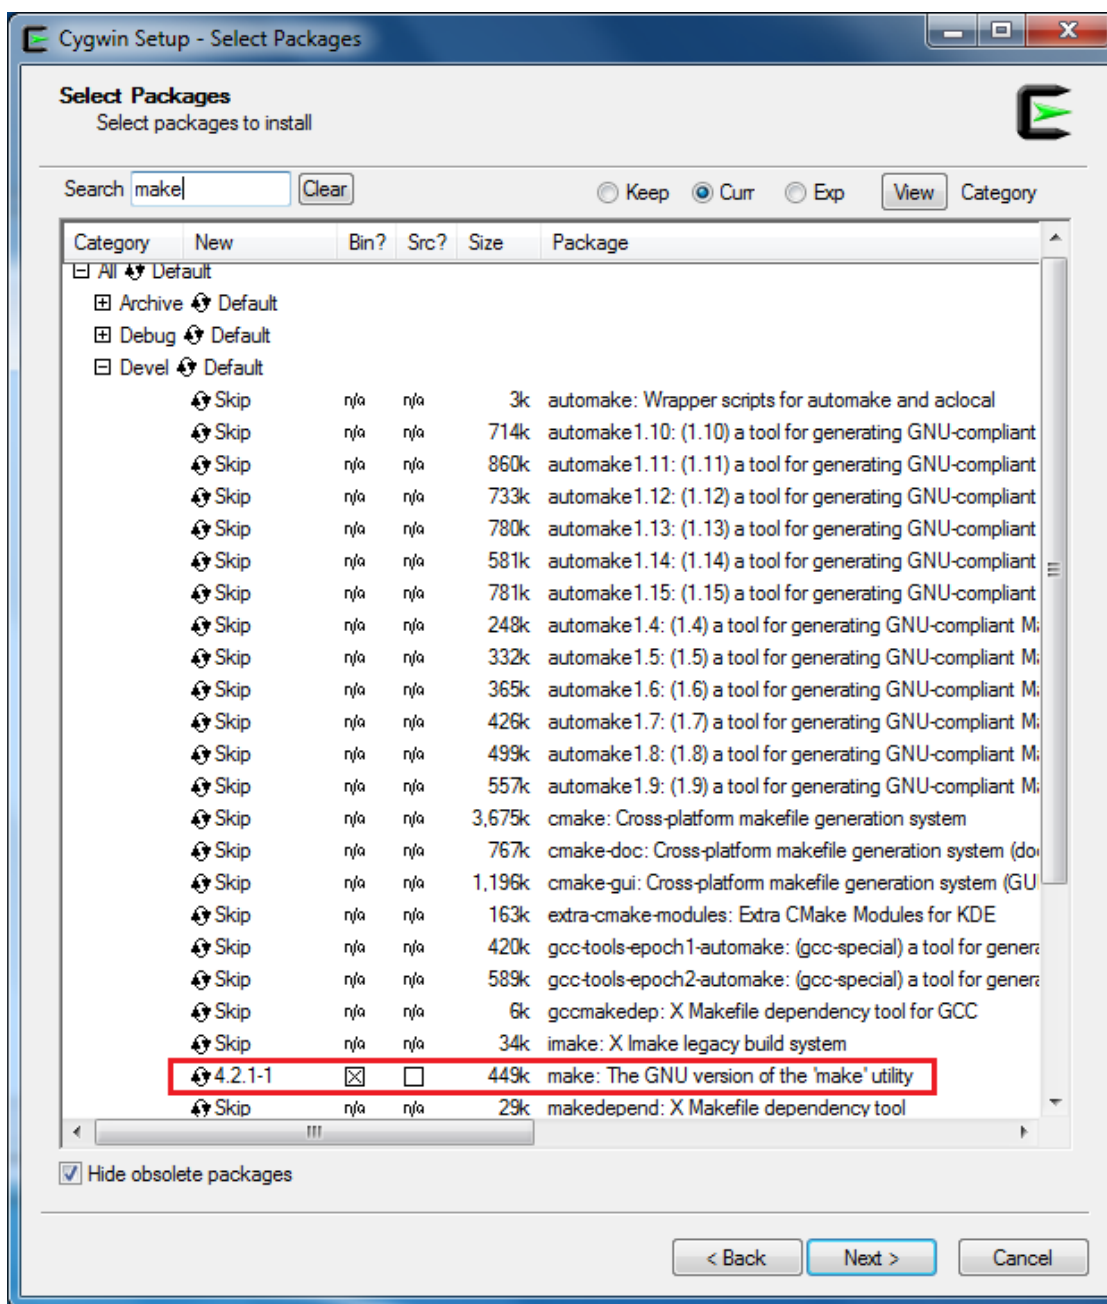 Cygwin Setup - Select Packages
Select Packages
Select packages to install
Search make Clear Keep Curr Exp View Category
Category New Bin? Src? Size Package
All Default
Archive Default
Debug Default
Devel Default
Skip n/a n/a 3k automake: Wrapper scripts for automake and aclocal
Skip n/a n/a 714k automake1.10: (1.10) a tool for generating GNU-compliant
Skip n/a n/a 860k automake1.11: (1.11) a tool for generating GNU-compliant
Skip n/a n/a 733k automake1.12: (1.12) a tool for generating GNU-compliant
Skip n/a n/a 780k automake1.13: (1.13) a tool for generating GNU-compliant
Skip n/a n/a 581k automake1.14: (1.14) a tool for generating GNU-compliant
Skip n/a n/a 781k automake1.15: (1.15) a tool for generating GNU-compliant
Skip n/a n/a 248k automake1.4: (1.4) a tool for generating GNU-compliant Ma
Skip n/a n/a 332k automake1.5: (1.5) a tool for generating GNU-compliant Ma
Skip n/a n/a 365k automake1.6: (1.6) a tool for generating GNU-compliant Ma
Skip n/a n/a 426k automake1.7: (1.7) a tool for generating GNU-compliant Ma
Skip n/a n/a 499k automake1.8: (1.8) a tool for generating GNU-compliant Ma
Skip n/a n/a 557k automake1.9: (1.9) a tool for generating GNU-compliant Ma
Skip n/a n/a 3,675k cmake: Cross-platform makefile generation system
Skip n/a n/a 767k cmake-doc: Cross-platform makefile generation system (do
Skip n/a n/a 1,196k cmake-gui: Cross-platform makefile generation system (GU
Skip n/a n/a 163k extra-cmake-modules: Extra CMake Modules for KDE
Skip n/a n/a 420k gcc-tools-epoch1-automake: (gcc-special) a tool for genera
Skip n/a n/a 589k gcc-tools-epoch2-automake: (gcc-special) a tool for genera
Skip n/a n/a 6k gccmakedep: X Makefile dependency tool for GCC
Skip n/a n/a 34k imake: X Imake legacy build system
4.2.1-1 449k make: The GNU version of the 'make' utility
Skip n/a n/a 29k makedepend: X Makefile dependency tool
Hide obsolete packages
< Back Next > Cancel